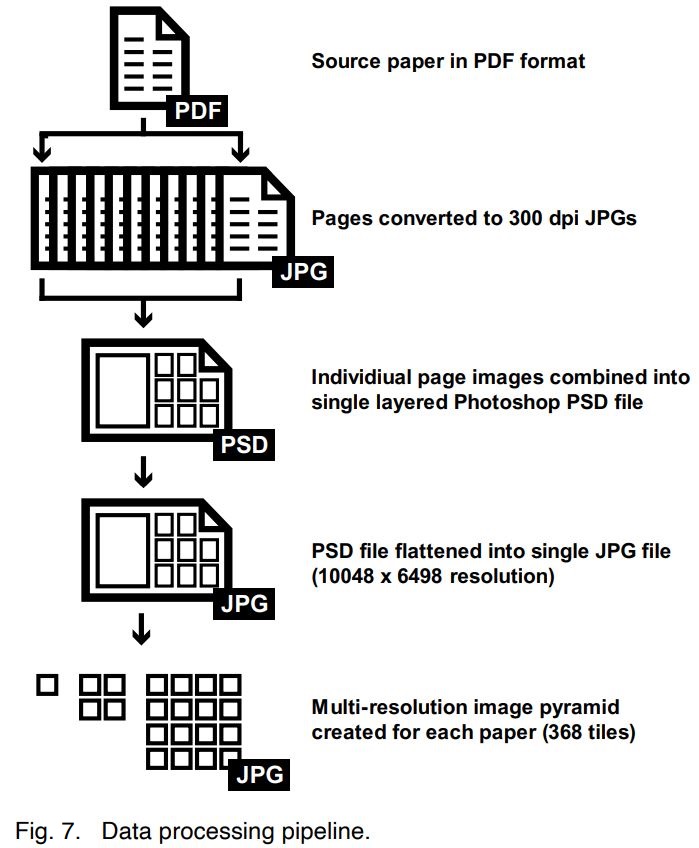 Source paper in PDF format
PDF
Pages converted to 300 dpi JPGs
JPG
Individiual page images combined into
single layered Photoshop PSD file
PSD
PSD file flattened into single JPG file
(10048 x 6498 resolution)
JPG
Multi-resolution image pyramid
created for each paper (368 tiles)
JPG
Fig. 7. Data processing pipeline.